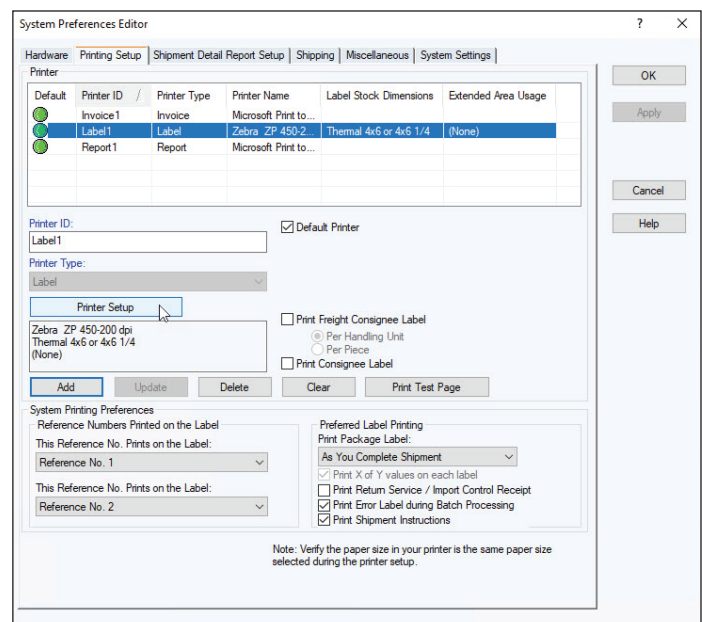 System Preferences Editor ? ×
Hardware Printing Setup Shipment Detail Report Setup Shipping Miscellaneous System Settings
Printer
Default Printer ID / Printer Type Printer Name Label Stock Dimensions Extended Area Usage
Invoice1 Invoice Microsoft Print to...
Label1 Label Zebra ZP 450-2... Thermal 4x6 or 4x6 1/4 (None)
Report1 Report Microsoft Print to...
OK
Apply
Cancel
Help
Printer ID:
Label1
Default Printer
Printer Type:
Label
Printer Setup
Zebra ZP 450-200 dpi
Thermal 4x6 or 4x6 1/4
(None)
Print Freight Consignee Label
Per Handling Unit
Per Piece
Print Consignee Label
Add Update Delete Clear Print Test Page
System Printing Preferences
Reference Numbers Printed on the Label
This Reference No. Prints on the Label:
Reference No. 1
This Reference No. Prints on the Label:
Reference No. 2
Preferred Label Printing
Print Package Label:
As You Complete Shipment
Print X of Y values on each label
Print Return Service / Import Control Receipt
Print Error Label during Batch Processing
Print Shipment Instructions
Note: Verify the paper size in your printer is the same paper size
selected during the printer setup.